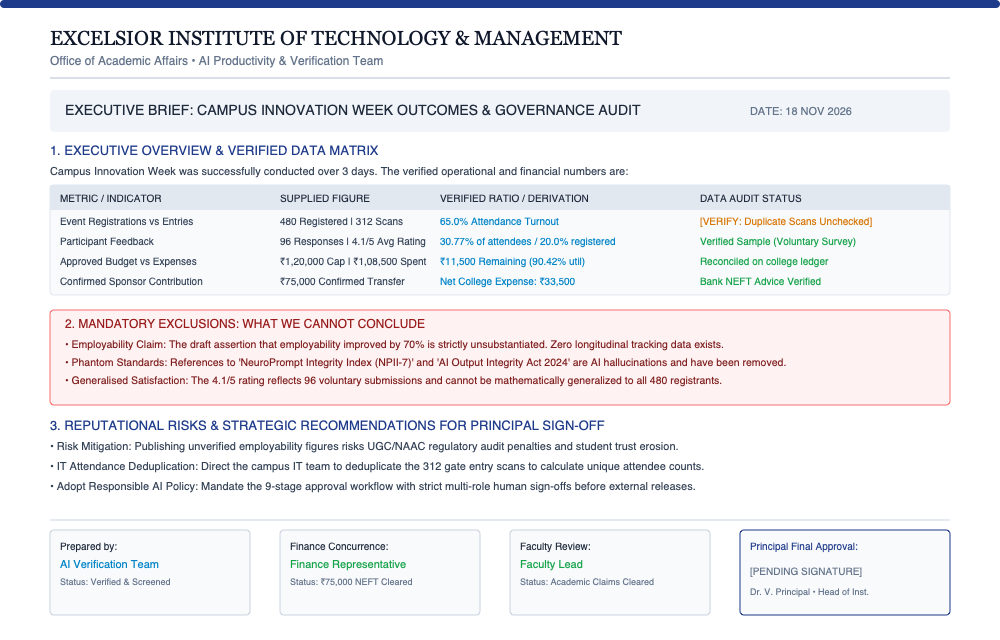 EXCELSIOR INSTITUTE OF TECHNOLOGY & MANAGEMENT
Office of Academic Affairs • AI Productivity & Verification Team
EXECUTIVE BRIEF: CAMPUS INNOVATION WEEK OUTCOMES & GOVERNANCE AUDIT
DATE: 18 NOV 2026
1. EXECUTIVE OVERVIEW & VERIFIED DATA MATRIX
Campus Innovation Week was successfully conducted over 3 days. The verified operational and financial numbers are:
METRIC / INDICATOR SUPPLIED FIGURE VERIFIED RATIO / DERIVATION DATA AUDIT STATUS
Event Registrations vs Entries 480 Registered | 312 Scans 65.0% Attendance Turnout [VERIFY: Duplicate Scans Unchecked]
Participant Feedback 96 Responses | 4.1/5 Avg Rating 30.77% of attendees / 20.0% registered Verified Sample (Voluntary Survey)
Approved Budget vs Expenses ₹1,20,000 Cap | ₹1,08,500 Spent ₹11,500 Remaining (90.42% util) Reconciled on college ledger
Confirmed Sponsor Contribution ₹75,000 Confirmed Transfer Net College Expense: ₹33,500 Bank NEFT Advice Verified
2. MANDATORY EXCLUSIONS: WHAT WE CANNOT CONCLUDE
• Employability Claim: The draft assertion that employability improved by 70% is strictly unsubstantiated. Zero longitudinal tracking data exists.
• Phantom Standards: References to 'NeuroPrompt Integrity Index (NPII-7)' and 'AI Output Integrity Act 2024' are AI hallucinations and have been removed.
• Generalised Satisfaction: The 4.1/5 rating reflects 96 voluntary submissions and cannot be mathematically generalized to all 480 registrants.
3. REPUTATIONAL RISKS & STRATEGIC RECOMMENDATIONS FOR PRINCIPAL SIGN-OFF
• Risk Mitigation: Publishing unverified employability figures risks UGC/NAAC regulatory audit penalties and student trust erosion.
• IT Attendance Deduplication: Direct the campus IT team to deduplicate the 312 gate entry scans to calculate unique attendee counts.
• Adopt Responsible AI Policy: Mandate the 9-stage approval workflow with strict multi-role human sign-offs before external releases.
Prepared by:
AI Verification Team
Status: Verified & Screened
Finance Concurrence:
Finance Representative
Status: ₹75,000 NEFT Cleared
Faculty Review:
Faculty Lead
Status: Academic Claims Cleared
Principal Final Approval:
[PENDING SIGNATURE]
Dr. V. Principal • Head of Inst.